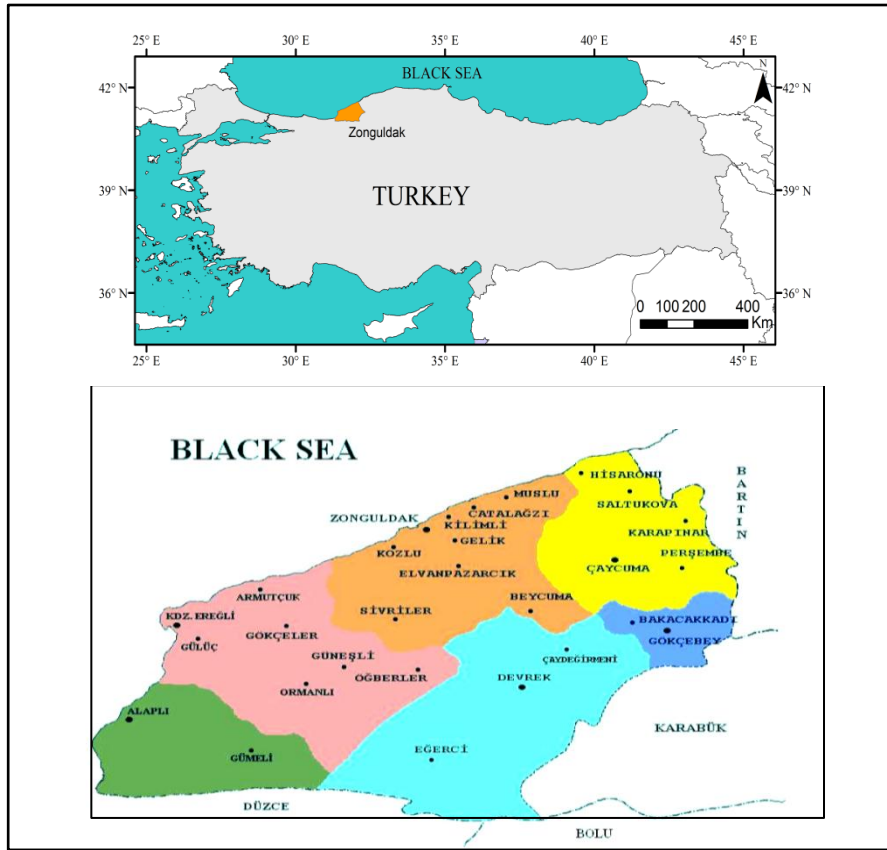 25° E 30° E 35° E 40° E 45° E
BLACK SEA
N
42° N
42° N
Zonguldak
TURKEY
39° N
39° N
36° N
36° N
0 100 200 400
Km
25° E 30° E 35° E 40° E 45° E
BLACK SEA
BARTIN
HİSARÖNU
MUSLU
SALTUKOVA
ÇATALAĞZI
ZONGULDAK
KİLİMLİ
KARAPINAR
GELİK
KOZLU
PERŞEMBE
ÇAYCUMA
ELVANPAZARCIK
ARMUTÇUK
BEYCUMA
SİVRİLER
KDZ.EREĞLİ
BAKACAKKADI
GÖKÇELER
GÖKÇEBEY
GÜLÜÇ
GÜNEŞLİ
ÇAYDEĞİRMENİ
ÖĞBERLER
DEVREK
ORMANLI
ALAPLI
KARABÜK
EĞERCİ
GÜMELİ
DÜZCE
BOLU